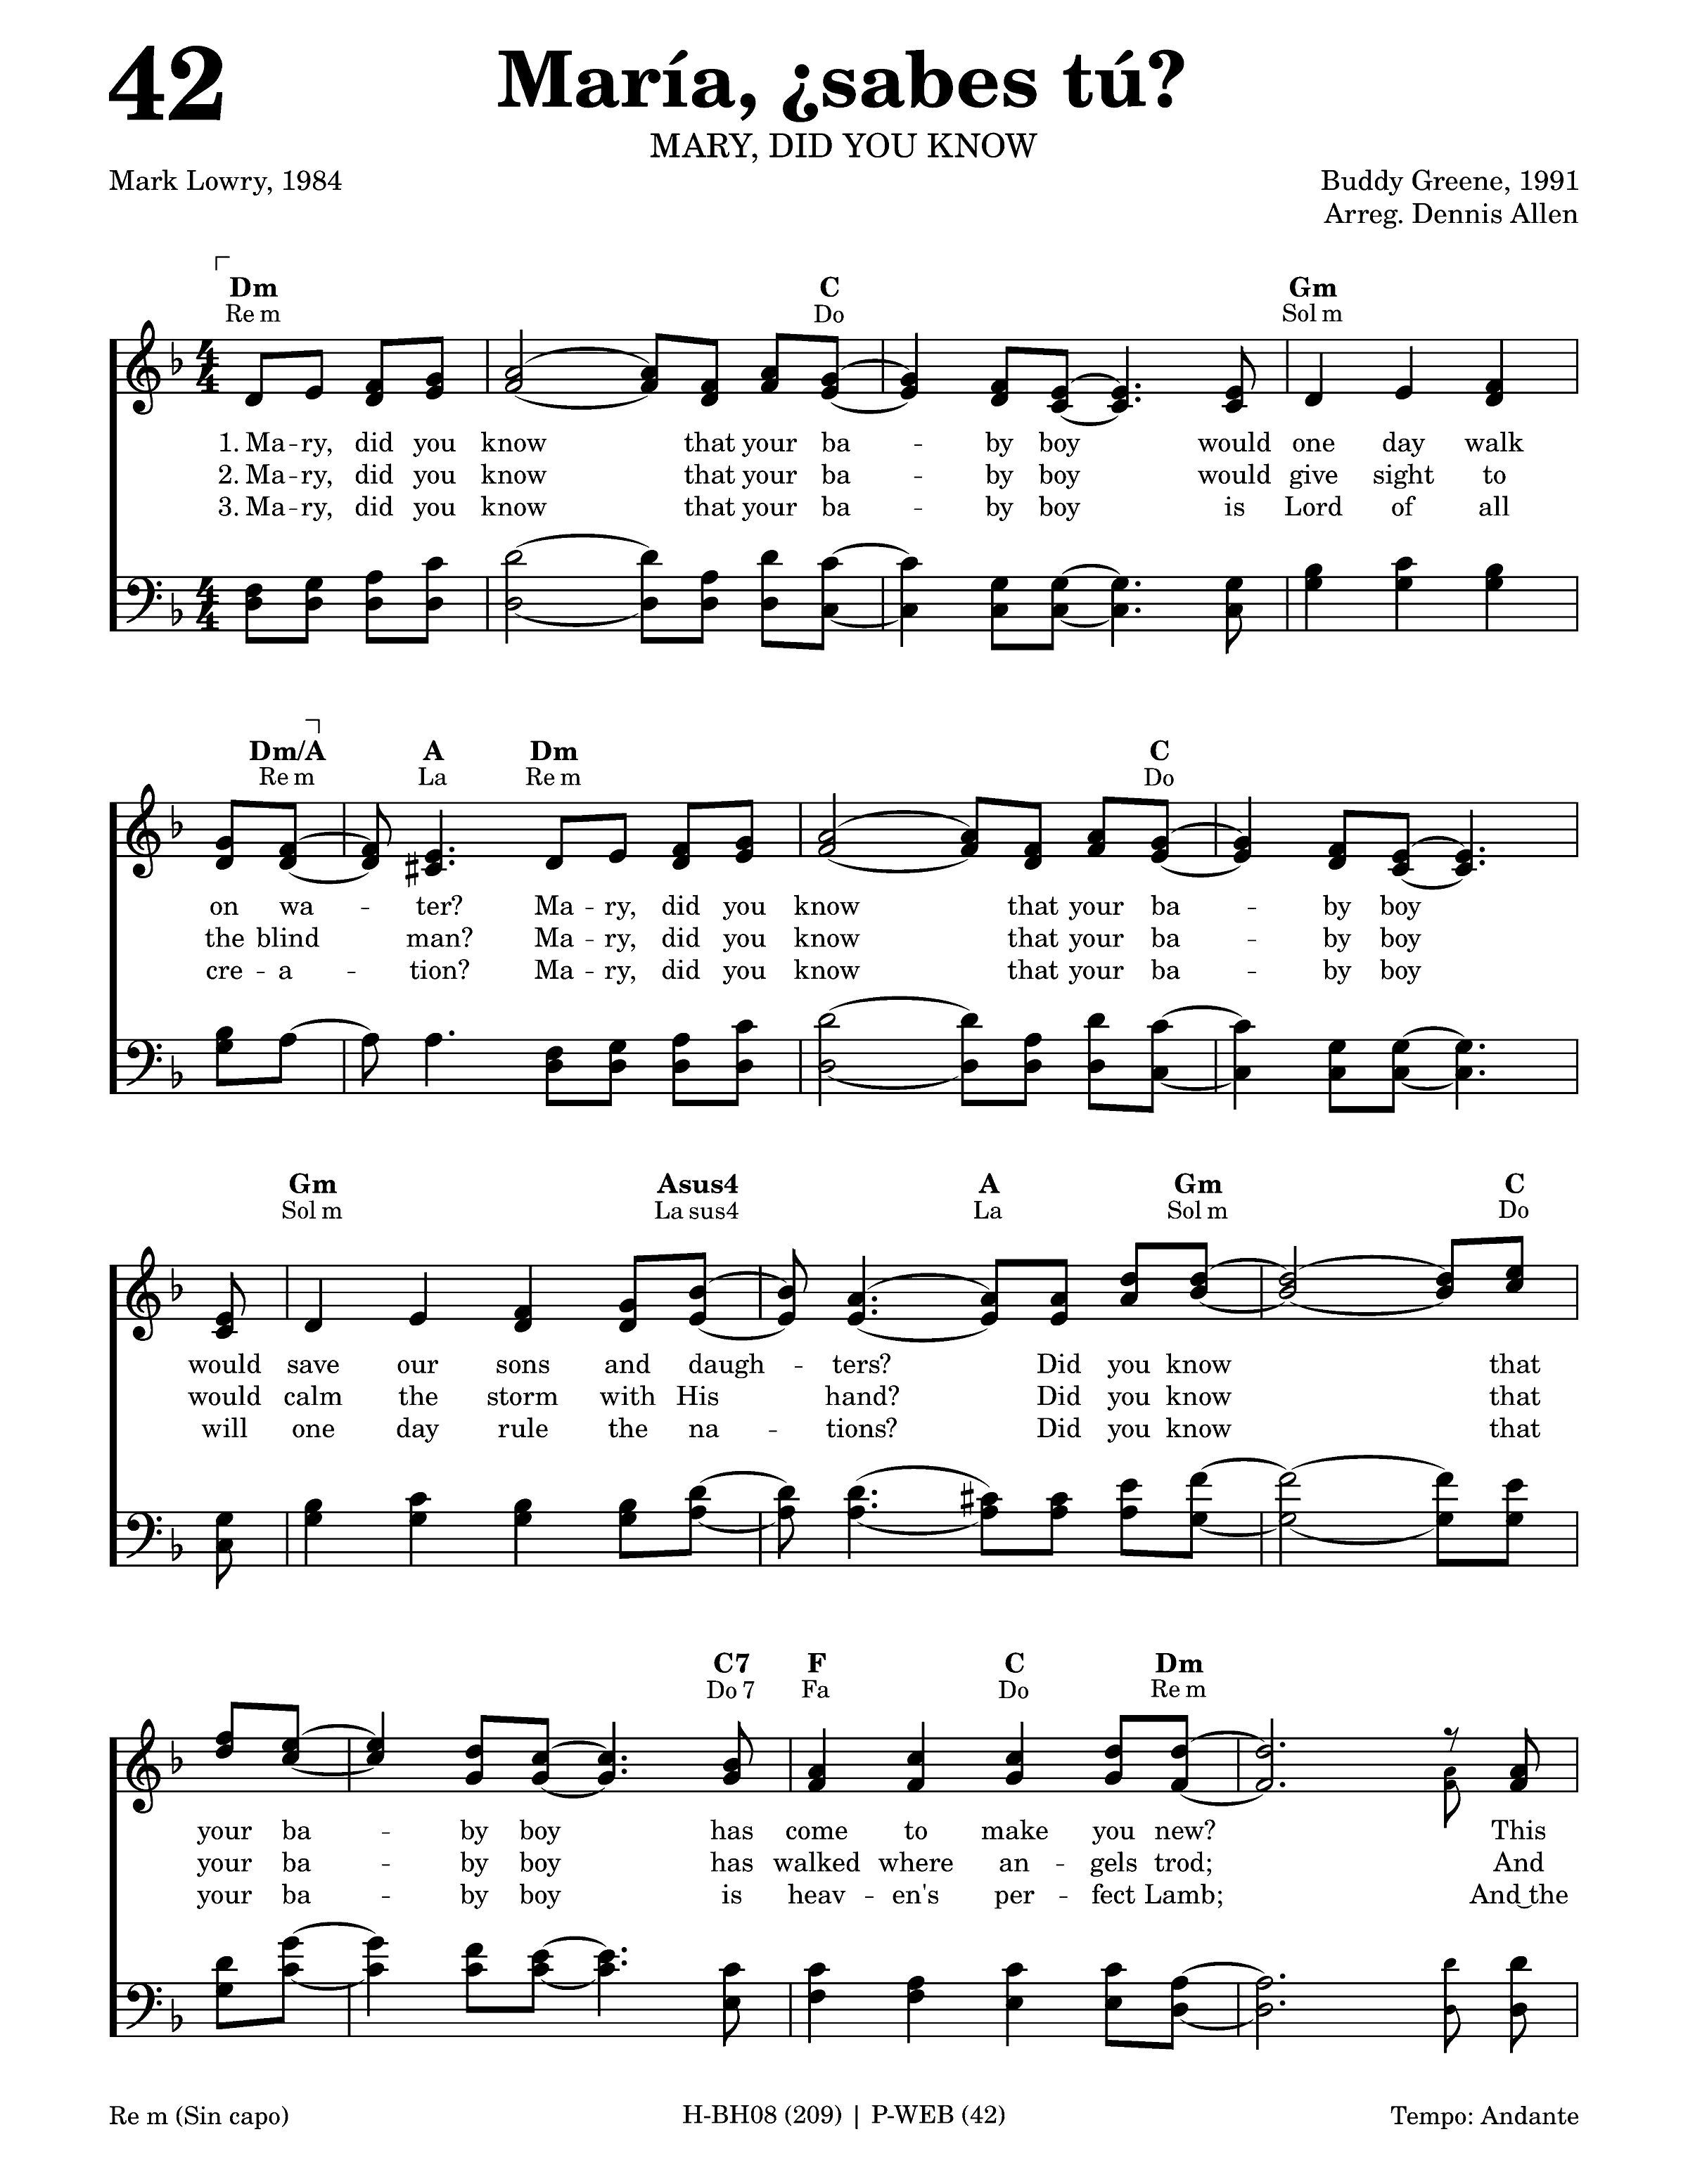 42
María, ¿sabes tú?
MARY, DID YOU KNOW
Mark Lowry, 1984
Buddy Greene, 1991
Arreg. Dennis Allen
Dm C Gm
Re m Do Sol m
1. Ma - ry, did you know that your ba - by boy would one day walk
2. Ma - ry, did you know that your ba - by boy would give sight to
3. Ma - ry, did you know that your ba - by boy is Lord of all
Dm/A A Dm C
Re m La Re m Do
on wa - ter? Ma - ry, did you know that your ba - by boy
the blind man? Ma - ry, did you know that your ba - by boy
cre - a - tion? Ma - ry, did you know that your ba - by boy
Gm Asus4 A Gm C
Sol m La sus4 La Sol m Do
would save our sons and daugh - ters? Did you know that
would calm the storm with His hand? Did you know that
will one day rule the na - tions? Did you know that
C7 F C Dm
Do 7 Fa Do Re m
your ba - by boy has come to make you new? This
your ba - by boy has walked where an - gels trod; And
your ba - by boy is heav - en's per - fect Lamb; And the
Re m (Sin capo)
H-BH08 (209) | P-WEB (42)
Tempo: Andante